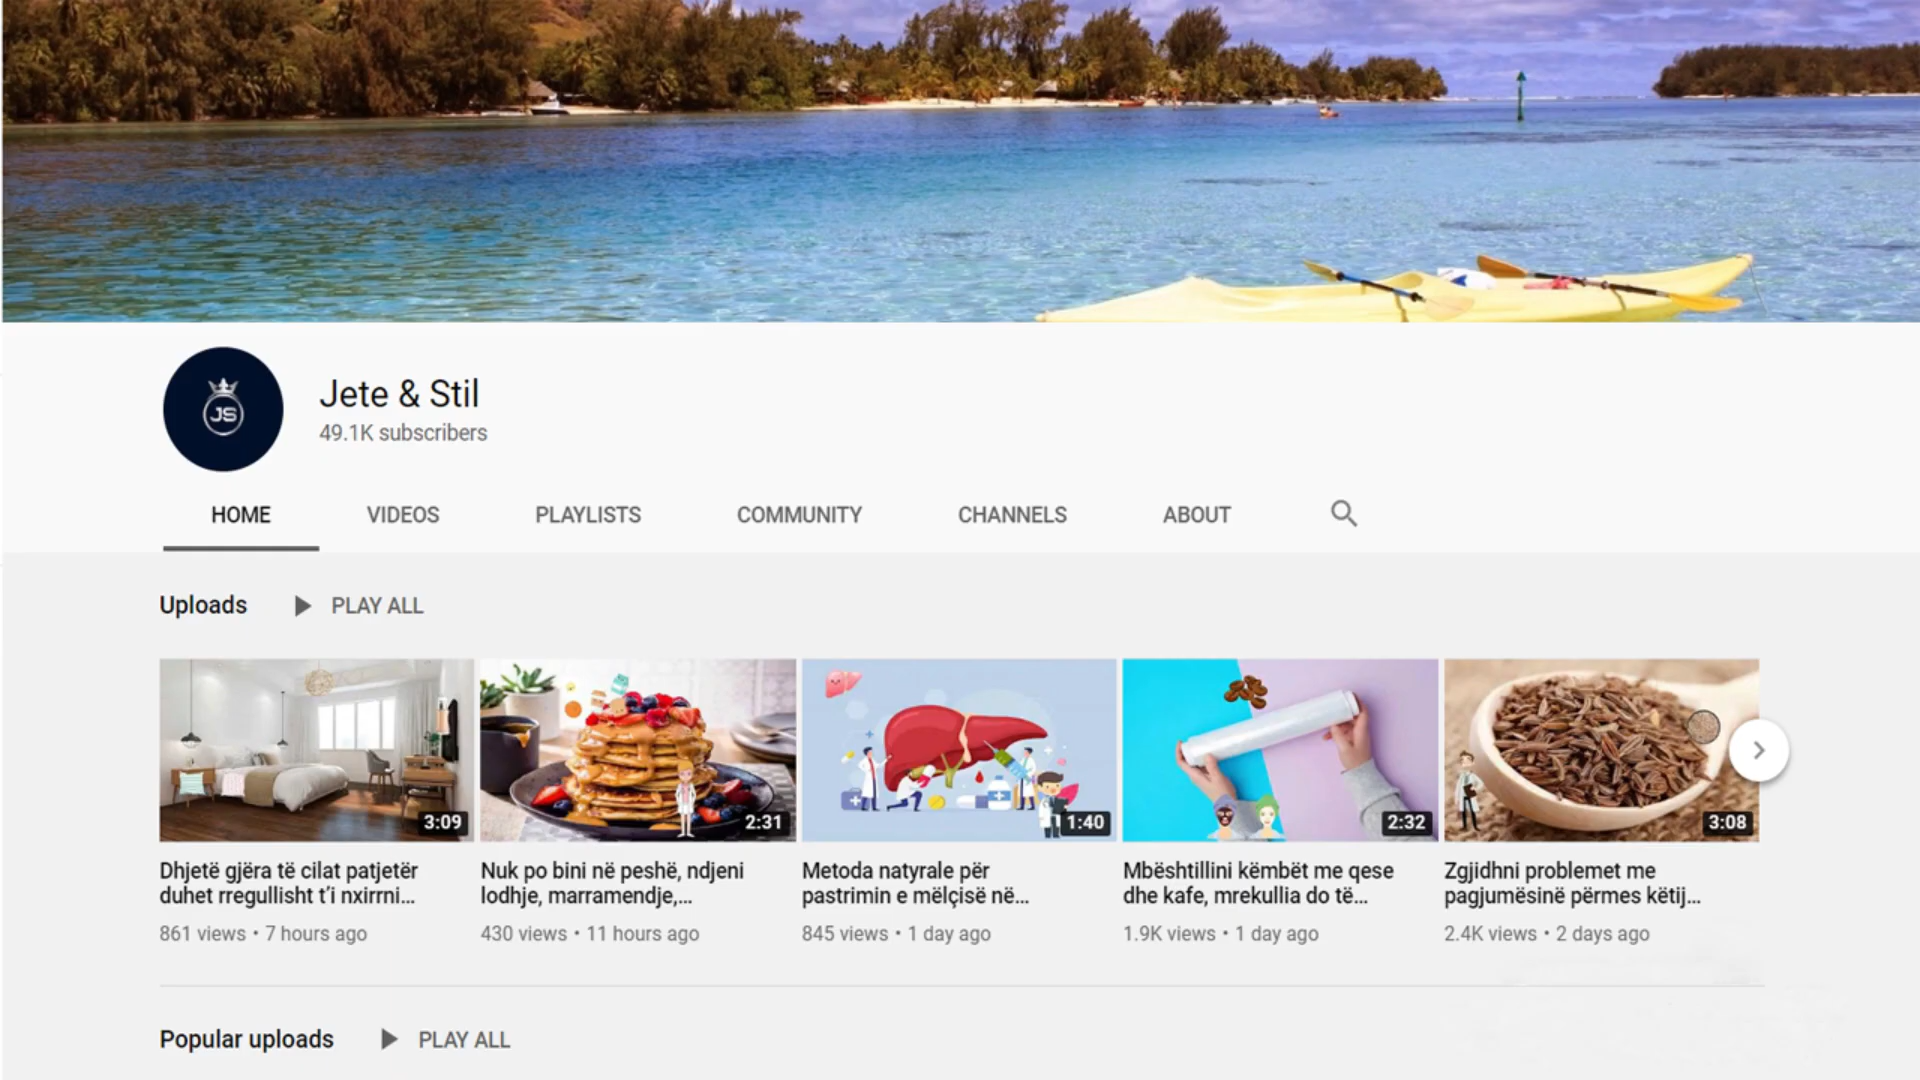 JS
Jete & Stil
49.1K subscribers
HOME VIDEOS PLAYLISTS COMMUNITY CHANNELS ABOUT
Uploads PLAY ALL
3:09 2:31 1:40 2:32 3:08
Dhjetë gjëra të cilat patjetër
duhet rregullisht t’i nxirrni...
861 views • 7 hours ago
Nuk po bini në peshë, ndjeni
lodhje, marramendje,...
430 views • 11 hours ago
Metoda natyrale për
pastrimin e mëlçisë në...
845 views • 1 day ago
Mbështillini këmbët me qese
dhe kafe, mrekullia do të...
1.9K views • 1 day ago
Zgjidhni problemet me
pagjumësinë përmes këtij...
2.4K views • 2 days ago
Popular uploads PLAY ALL